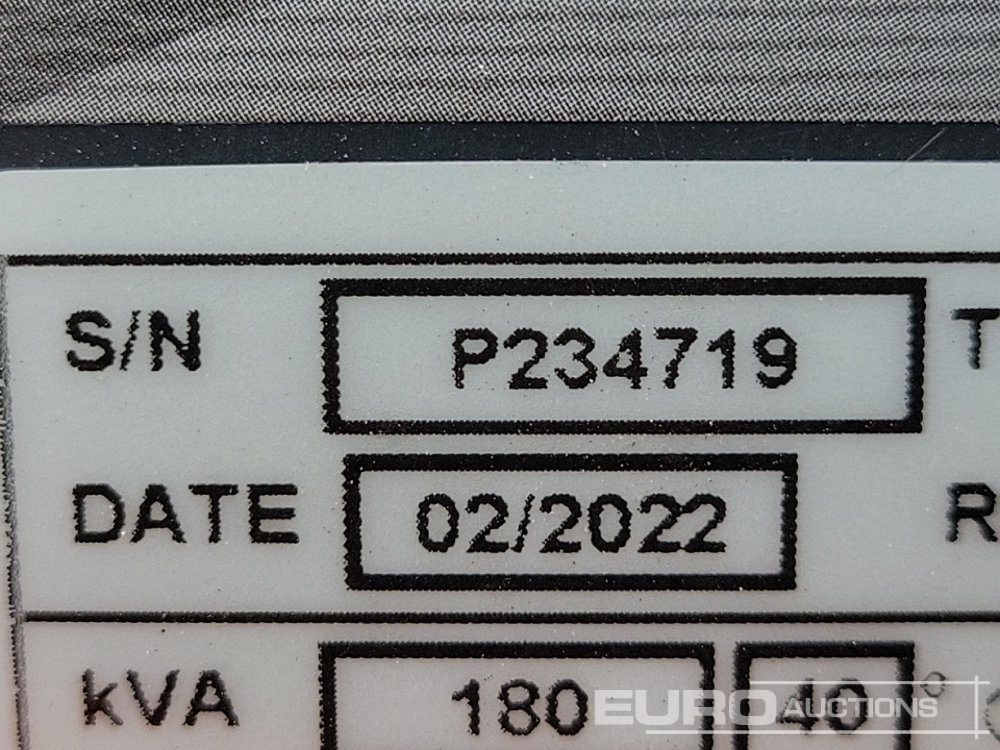 S/N P234719 T
DATE 02/2022 R
kVA 180 40 °
EURO AUCTIONS